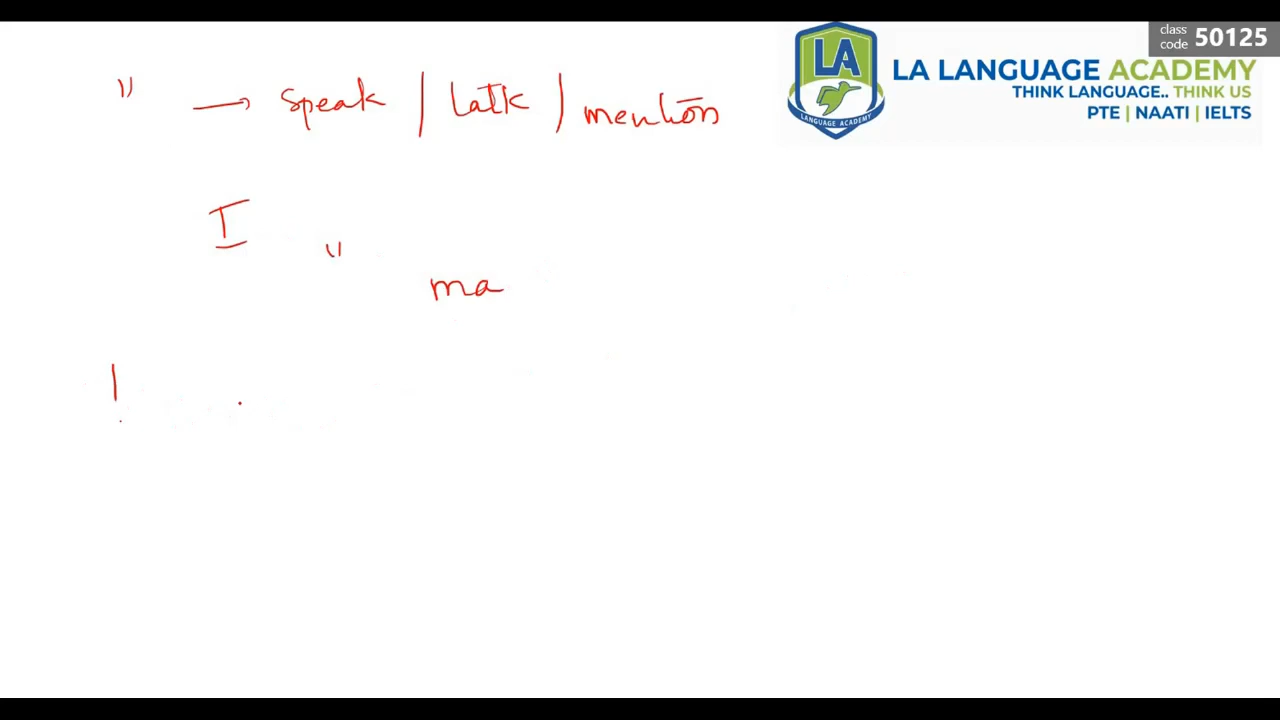 class
code 50125
LA
LANGUAGE ACADEMY
LA LANGUAGE ACADEMY
THINK LANGUAGE.. THINK US
PTE | NAATI | IELTS
" → speak / talk / mention
I "
ma